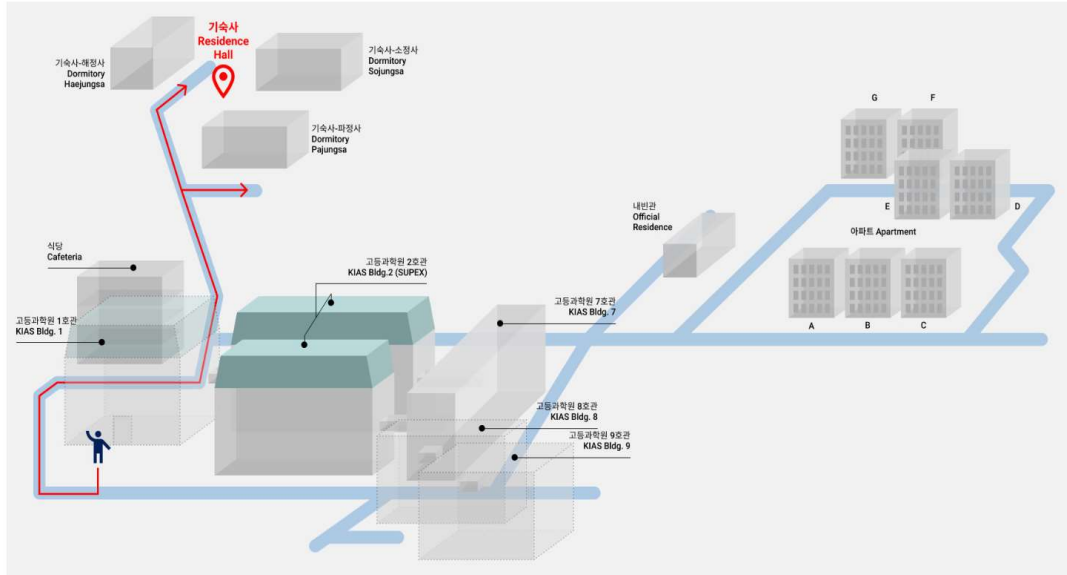 기숙사
Residence
Hall
기숙사-해정사
Dormitory
Haejungsa
기숙사-소정사
Dormitory
Sojungsa
기숙사-파정사
Dormitory
Pajungsa
G
F
E
D
내빈관
Official
Residence
아파트 Apartment
식당
Cafeteria
고등과학원 2호관
KIAS Bldg.2 (SUPEX)
고등과학원 7호관
KIAS Bldg. 7
고등과학원 1호관
KIAS Bldg. 1
A
B
C
고등과학원 8호관
KIAS Bldg. 8
고등과학원 9호관
KIAS Bldg. 9